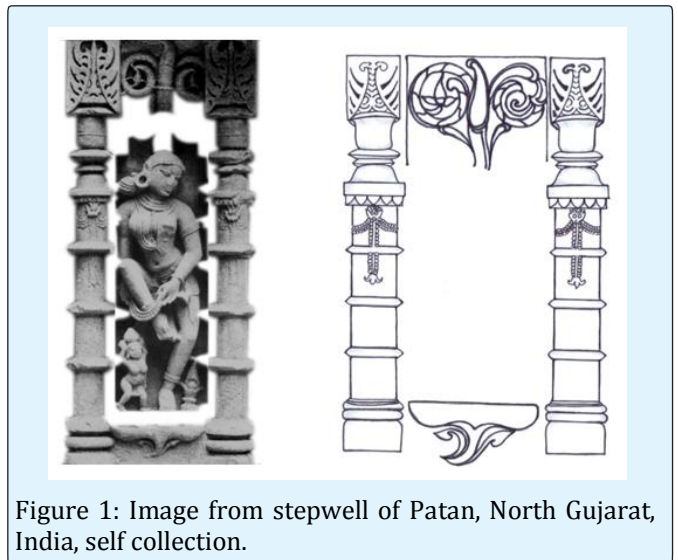 Figure 1: Image from stepwell of Patan, North Gujarat,
India, self collection.